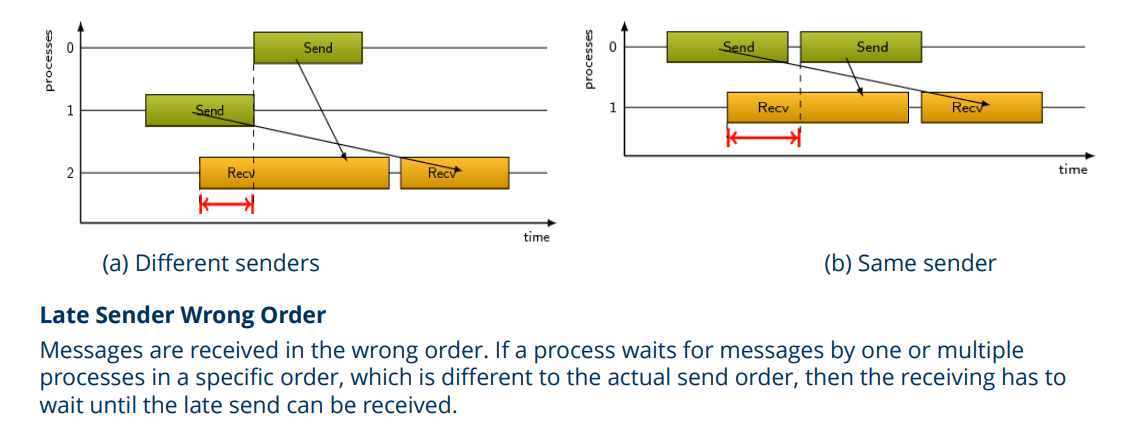 processes
0
Send
1
Send
2
Recv
Recv
time
(a) Different senders
processes
0
Send
Send
1
Recv
Recv
time
(b) Same sender
Late Sender Wrong Order
Messages are received in the wrong order. If a process waits for messages by one or multiple
processes in a specific order, which is different to the actual send order, then the receiving has to
wait until the late send can be received.